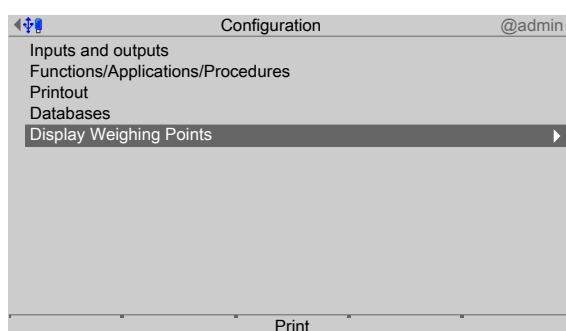 Configuration @admin
Inputs and outputs
Functions/Applications/Procedures
Printout
Databases
Display Weighing Points
Print